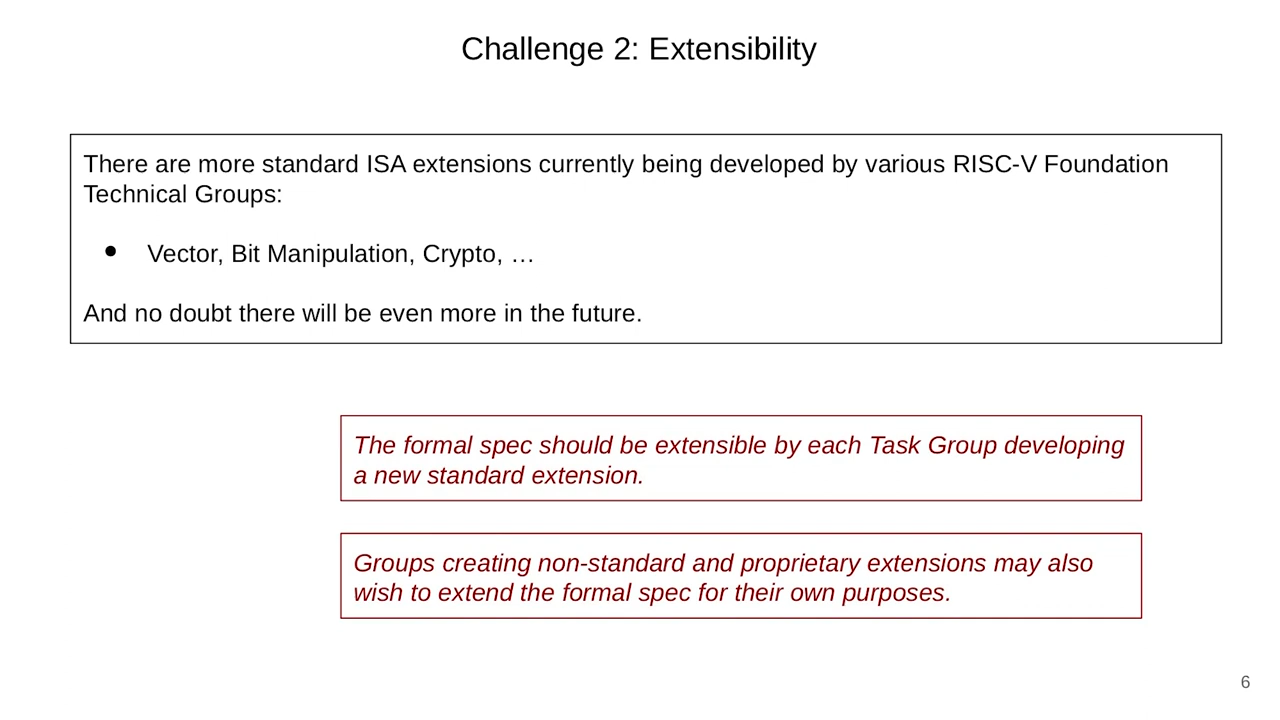 Challenge 2: Extensibility
There are more standard ISA extensions currently being developed by various RISC-V Foundation
Technical Groups:
● Vector, Bit Manipulation, Crypto, …
And no doubt there will be even more in the future.
The formal spec should be extensible by each Task Group developing
a new standard extension.
Groups creating non-standard and proprietary extensions may also
wish to extend the formal spec for their own purposes.
6